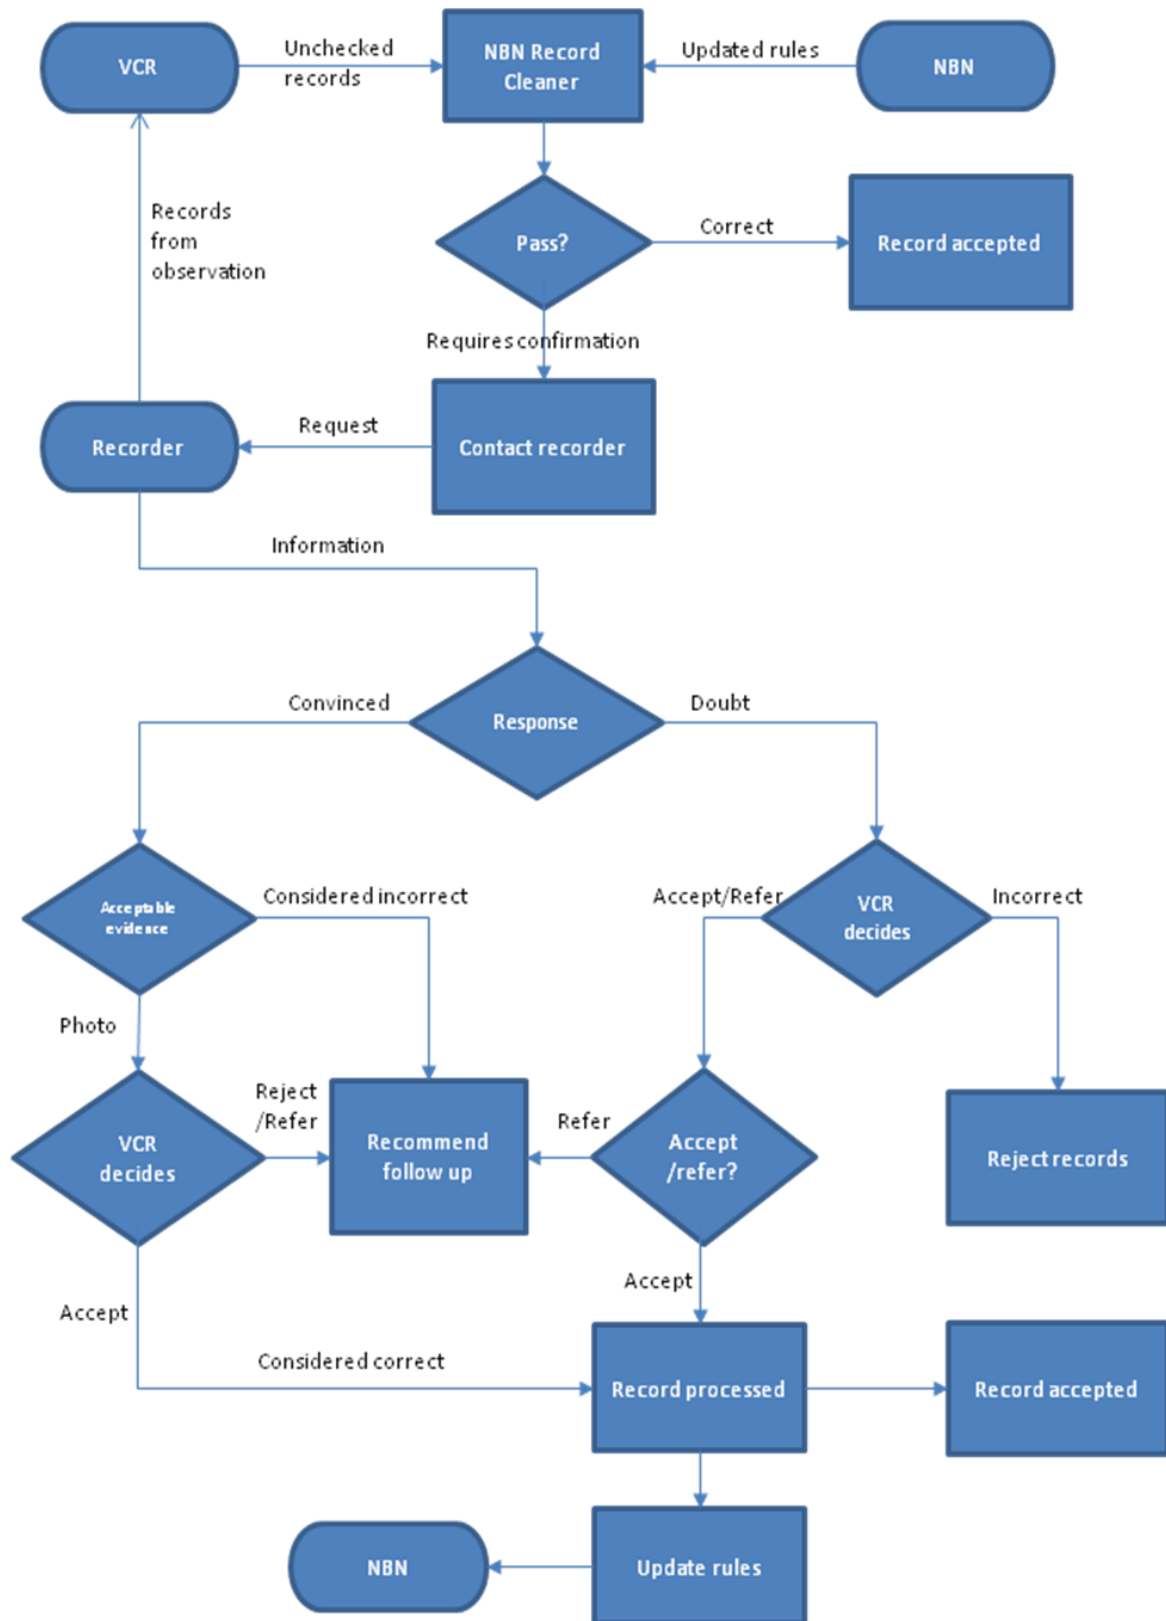 VCR
Unchecked
records
NBN Record
Cleaner
Updated rules
NBN
Records
from
observation
Pass?
Correct
Record accepted
Requires confirmation
Recorder
Request
Contact recorder
Information
Convinced
Response
Doubt
Acceptable
evidence
Considered incorrect
Accept/Refer
VCR
decides
Incorrect
Photo
VCR
decides
Reject
/Refer
Recommend
follow up
Refer
Accept
/refer?
Reject records
Accept
Accept
Considered correct
Record processed
Record accepted
NBN
Update rules